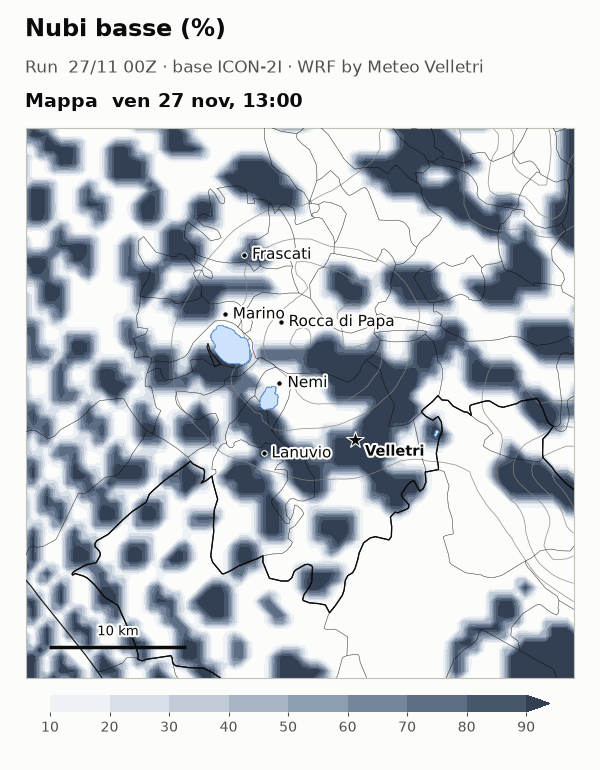 Nubi basse (%)
Run  27/11 00Z · base ICON-2I · WRF by Meteo Velletri
Mappa  ven 27 nov, 13:00
Frascati
Marino
Rocca di Papa
Nemi
Velletri
Lanuvio
10 km
10 20 30 40 50 60 70 80 90